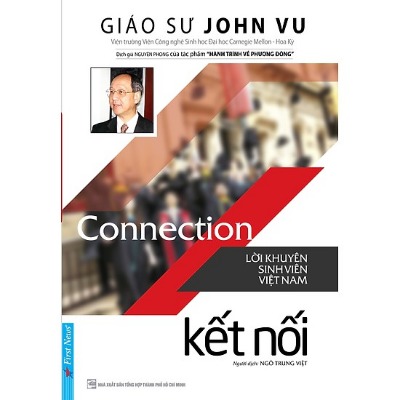 GIÁO SƯ JOHN VU
Viện trưởng Viện Công nghệ Sinh học Đại học Carnegie Mellon - Hoa Kỳ
Dịch giả NGUYÊN PHONG của tác phẩm "HÀNH TRÌNH VỀ PHƯƠNG ĐÔNG"
Connection
LỜI KHUYÊN
SINH VIÊN
VIỆT NAM
kết nối
Người dịch: NGÔ TRUNG VIỆT
First News
NHÀ XUẤT BẢN TỔNG HỢP THÀNH PHỐ HỒ CHÍ MINH